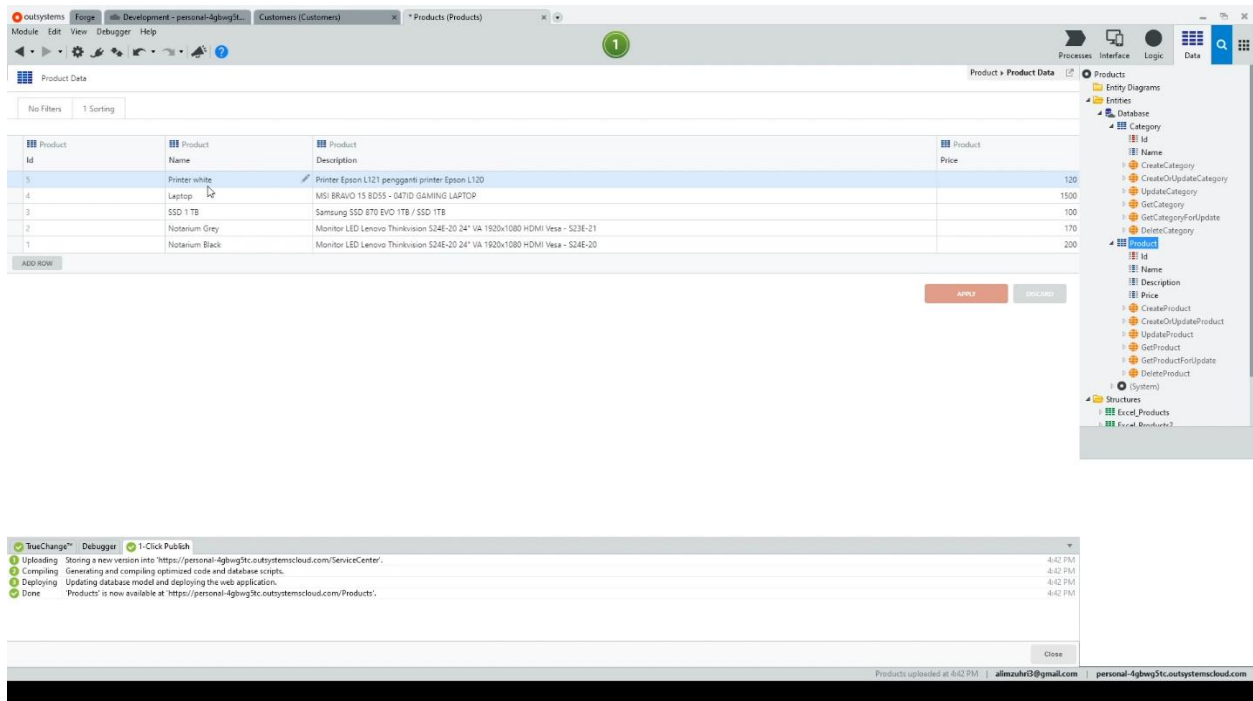 outsystems Forge Development - personal-4gbwg5t... Customers (Customers) * Products (Products)
Module Edit View Debugger Help
1
Processes Interface Logic Data
Product Data
Product Product Data
No Filters 1 Sorting
Product Product Product Product
Id Name Description Price
5 Printer white Printer Epson L121 pengganti printer Epson L120 120
4 Laptop MSI BRAVO 15 BD55 - 047ID GAMING LAPTOP 1500
3 SSD 1 TB Samsung SSD 870 EVO 1TB / SSD 1TB 100
2 Notarium Grey Monitor LED Lenovo Thinkvision S24E-20 24" VA 1920x1080 HDMI Vesa - S23E-21 170
1 Notarium Black Monitor LED Lenovo Thinkvision S24E-20 24" VA 1920x1080 HDMI Vesa - S24E-20 200
ADD ROW
APPLY DISCARD
Products
Entity Diagrams
Entities
Database
Category
Id
Name
CreateCategory
CreateOrUpdateCategory
UpdateCategory
GetCategory
GetCategoryForUpdate
DeleteCategory
Product
Id
Name
Description
Price
CreateProduct
CreateOrUpdateProduct
UpdateProduct
GetProduct
GetProductForUpdate
DeleteProduct
(System)
Structures
Excel_Products
Excel_Products2
TrueChange™ Debugger 1-Click Publish
1 Uploading Storing a new version into 'https://personal-4gbwg5tc.outsystemscloud.com/ServiceCenter'. 4:42 PM
2 Compiling Generating and compiling optimized code and database scripts. 4:42 PM
3 Deploying Updating database model and deploying the web application. 4:42 PM
Done 'Products' is now available at 'https://personal-4gbwg5tc.outsystemscloud.com/Products'. 4:42 PM
Close
Products uploaded at 4:42 PM | alimzuhri3@gmail.com | personal-4gbwg5tc.outsystemscloud.com